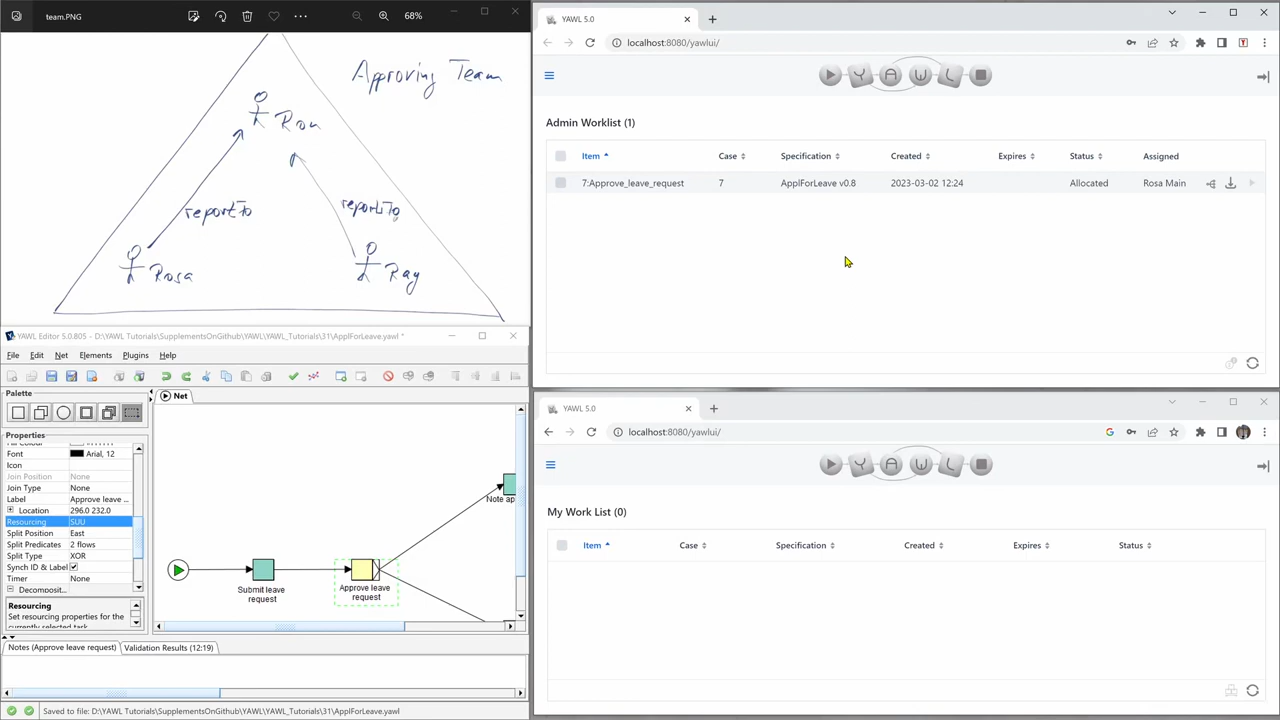 team.PNG
68%
Approving Team
Ron
reportTo
reportTo
Rosa
Ray
YAWL Editor 5.0.805 - D:\YAWL Tutorials\SupplementsOnGithub\YAWL\YAWL_Tutorials\31\ApplForLeave.yawl *
File Edit Net Elements Plugins Help
Palette
Properties
Font Arial, 12
Icon
Join Position None
Join Type None
Label Approve leave ...
Location 296.0 232.0
Resourcing SUU
Split Position East
Split Predicates 2 flows
Split Type XOR
Synch ID & Label
Timer None
Decomposit...
Resourcing
Set resourcing properties for the
currently selected task
Net
Note ap
Submit leave
request
Approve leave
request
Notes (Approve leave request) Validation Results (12:19)
Saved to file: D:\YAWL Tutorials\SupplementsOnGithub\YAWL\YAWL_Tutorials\31\ApplForLeave.yawl
YAWL 5.0
localhost:8080/yawlui/
Y A W L
Admin Worklist (1)
Item Case Specification Created Expires Status Assigned
7:Approve_leave_request 7 ApplForLeave v0.8 2023-03-02 12:24 Allocated Rosa Main
YAWL 5.0
localhost:8080/yawlui/
Y A W L
My Work List (0)
Item Case Specification Created Expires Status